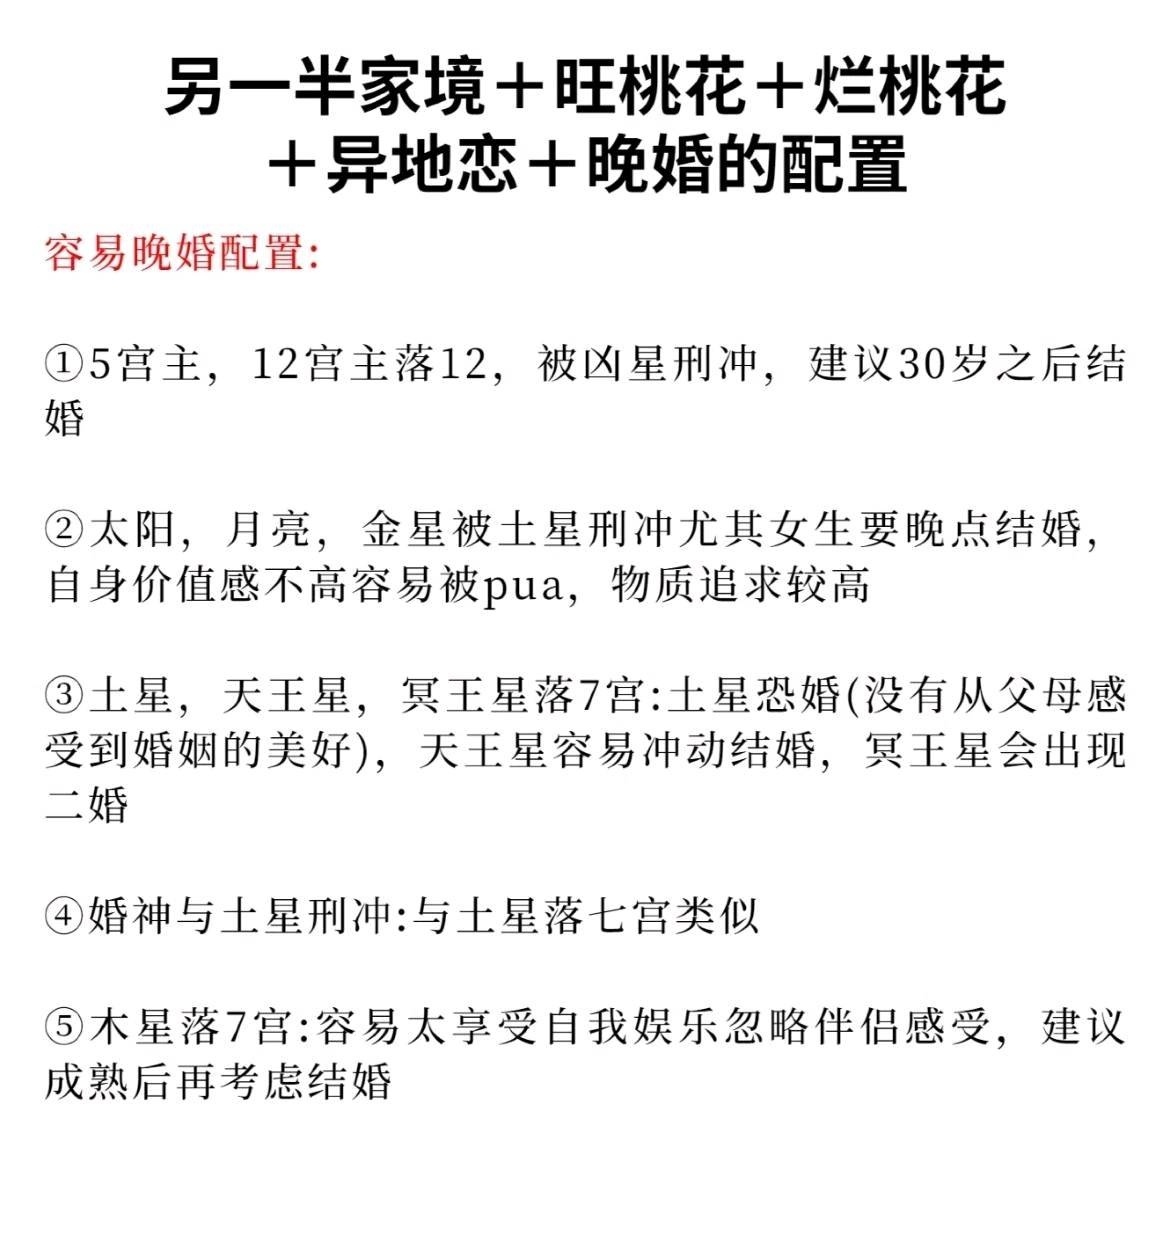 另一半家境＋旺桃花＋烂桃花
＋异地恋＋晚婚的配置
容易晚婚配置:
①5宫主，12宫主落12，被凶星刑冲，建议30岁之后结
婚
②太阳，月亮，金星被土星刑冲尤其女生要晚点结婚，
自身价值感不高容易被pua，物质追求较高
③土星，天王星，冥王星落7宫:土星恐婚(没有从父母感
受到婚姻的美好)，天王星容易冲动结婚，冥王星会出现
二婚
④婚神与土星刑冲:与土星落七宫类似
⑤木星落7宫:容易太享受自我娱乐忽略伴侣感受，建议
成熟后再考虑结婚